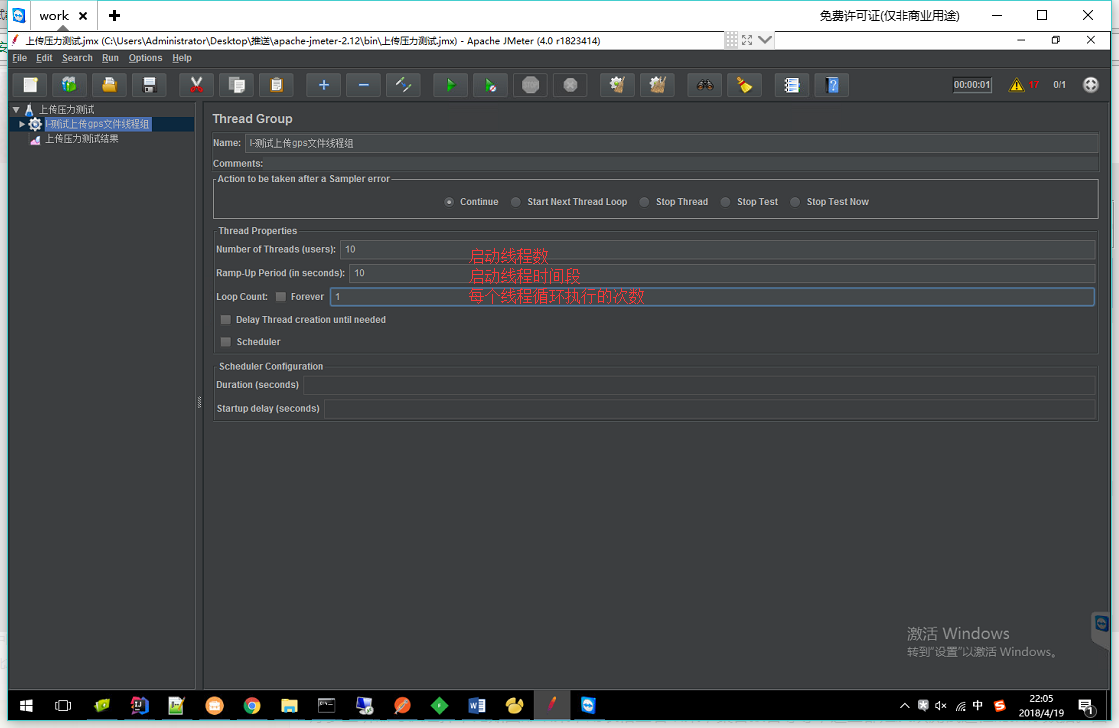 work
免费许可证(仅非商业用途)
上传压力测试.jmx (C:\Users\Administrator\Desktop\推送\apache-jmeter-2.12\bin\上传压力测试.jmx) - Apache JMeter (4.0 r1823414)
File Edit Search Run Options Help
00:00:01
0/1
上传压力测试
I-测试上传gps文件线程组
上传压力测试结果
Thread Group
Name: I-测试上传gps文件线程组
Comments:
Action to be taken after a Sampler error
Continue Start Next Thread Loop Stop Thread Stop Test Stop Test Now
Thread Properties
Number of Threads (users): 10
启动线程数
Ramp-Up Period (in seconds): 10
启动线程时间段
Loop Count: Forever 1
每个线程循环执行的次数
Delay Thread creation until needed
Scheduler
Scheduler Configuration
Duration (seconds)
Startup delay (seconds)
激活 Windows
转到“设置”以激活 Windows。
中
22:05
2018/4/19